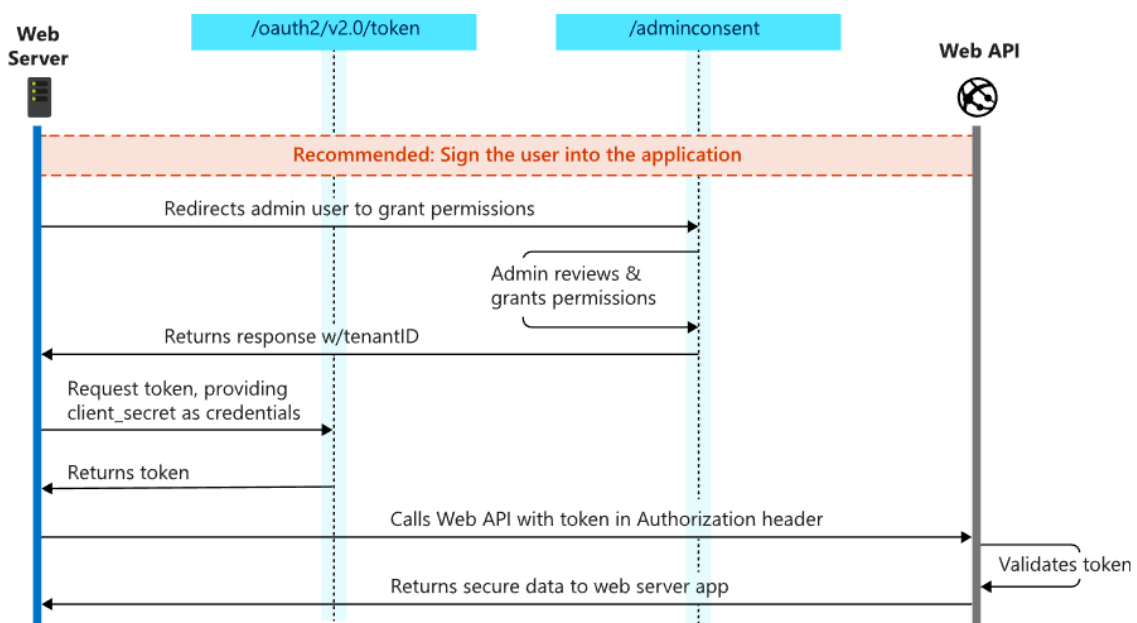 /oauth2/v2.0/token
/adminconsent
Web
Server
Web API
Recommended: Sign the user into the application
Redirects admin user to grant permissions
Admin reviews &
grants permissions
Returns response w/tenantID
Request token, providing
client_secret as credentials
Returns token
Calls Web API with token in Authorization header
Validates token
Returns secure data to web server app